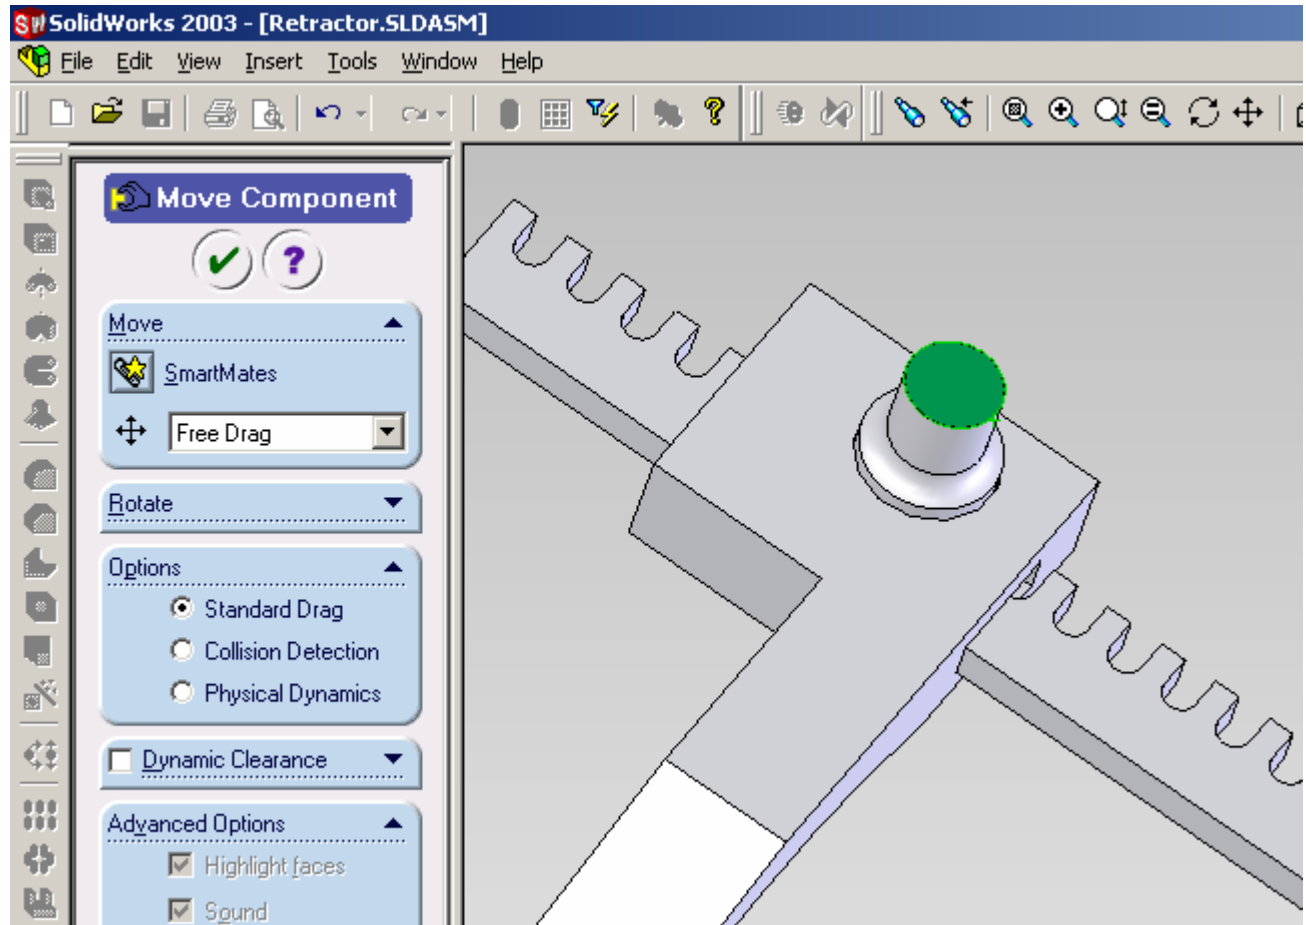 SolidWorks 2003 - [Retractor.SLDASM]
File Edit View Insert Tools Window Help
Move Component
Move
SmartMates
Free Drag
Rotate
Options
Standard Drag
Collision Detection
Physical Dynamics
Dynamic Clearance
Advanced Options
Highlight faces
Sound